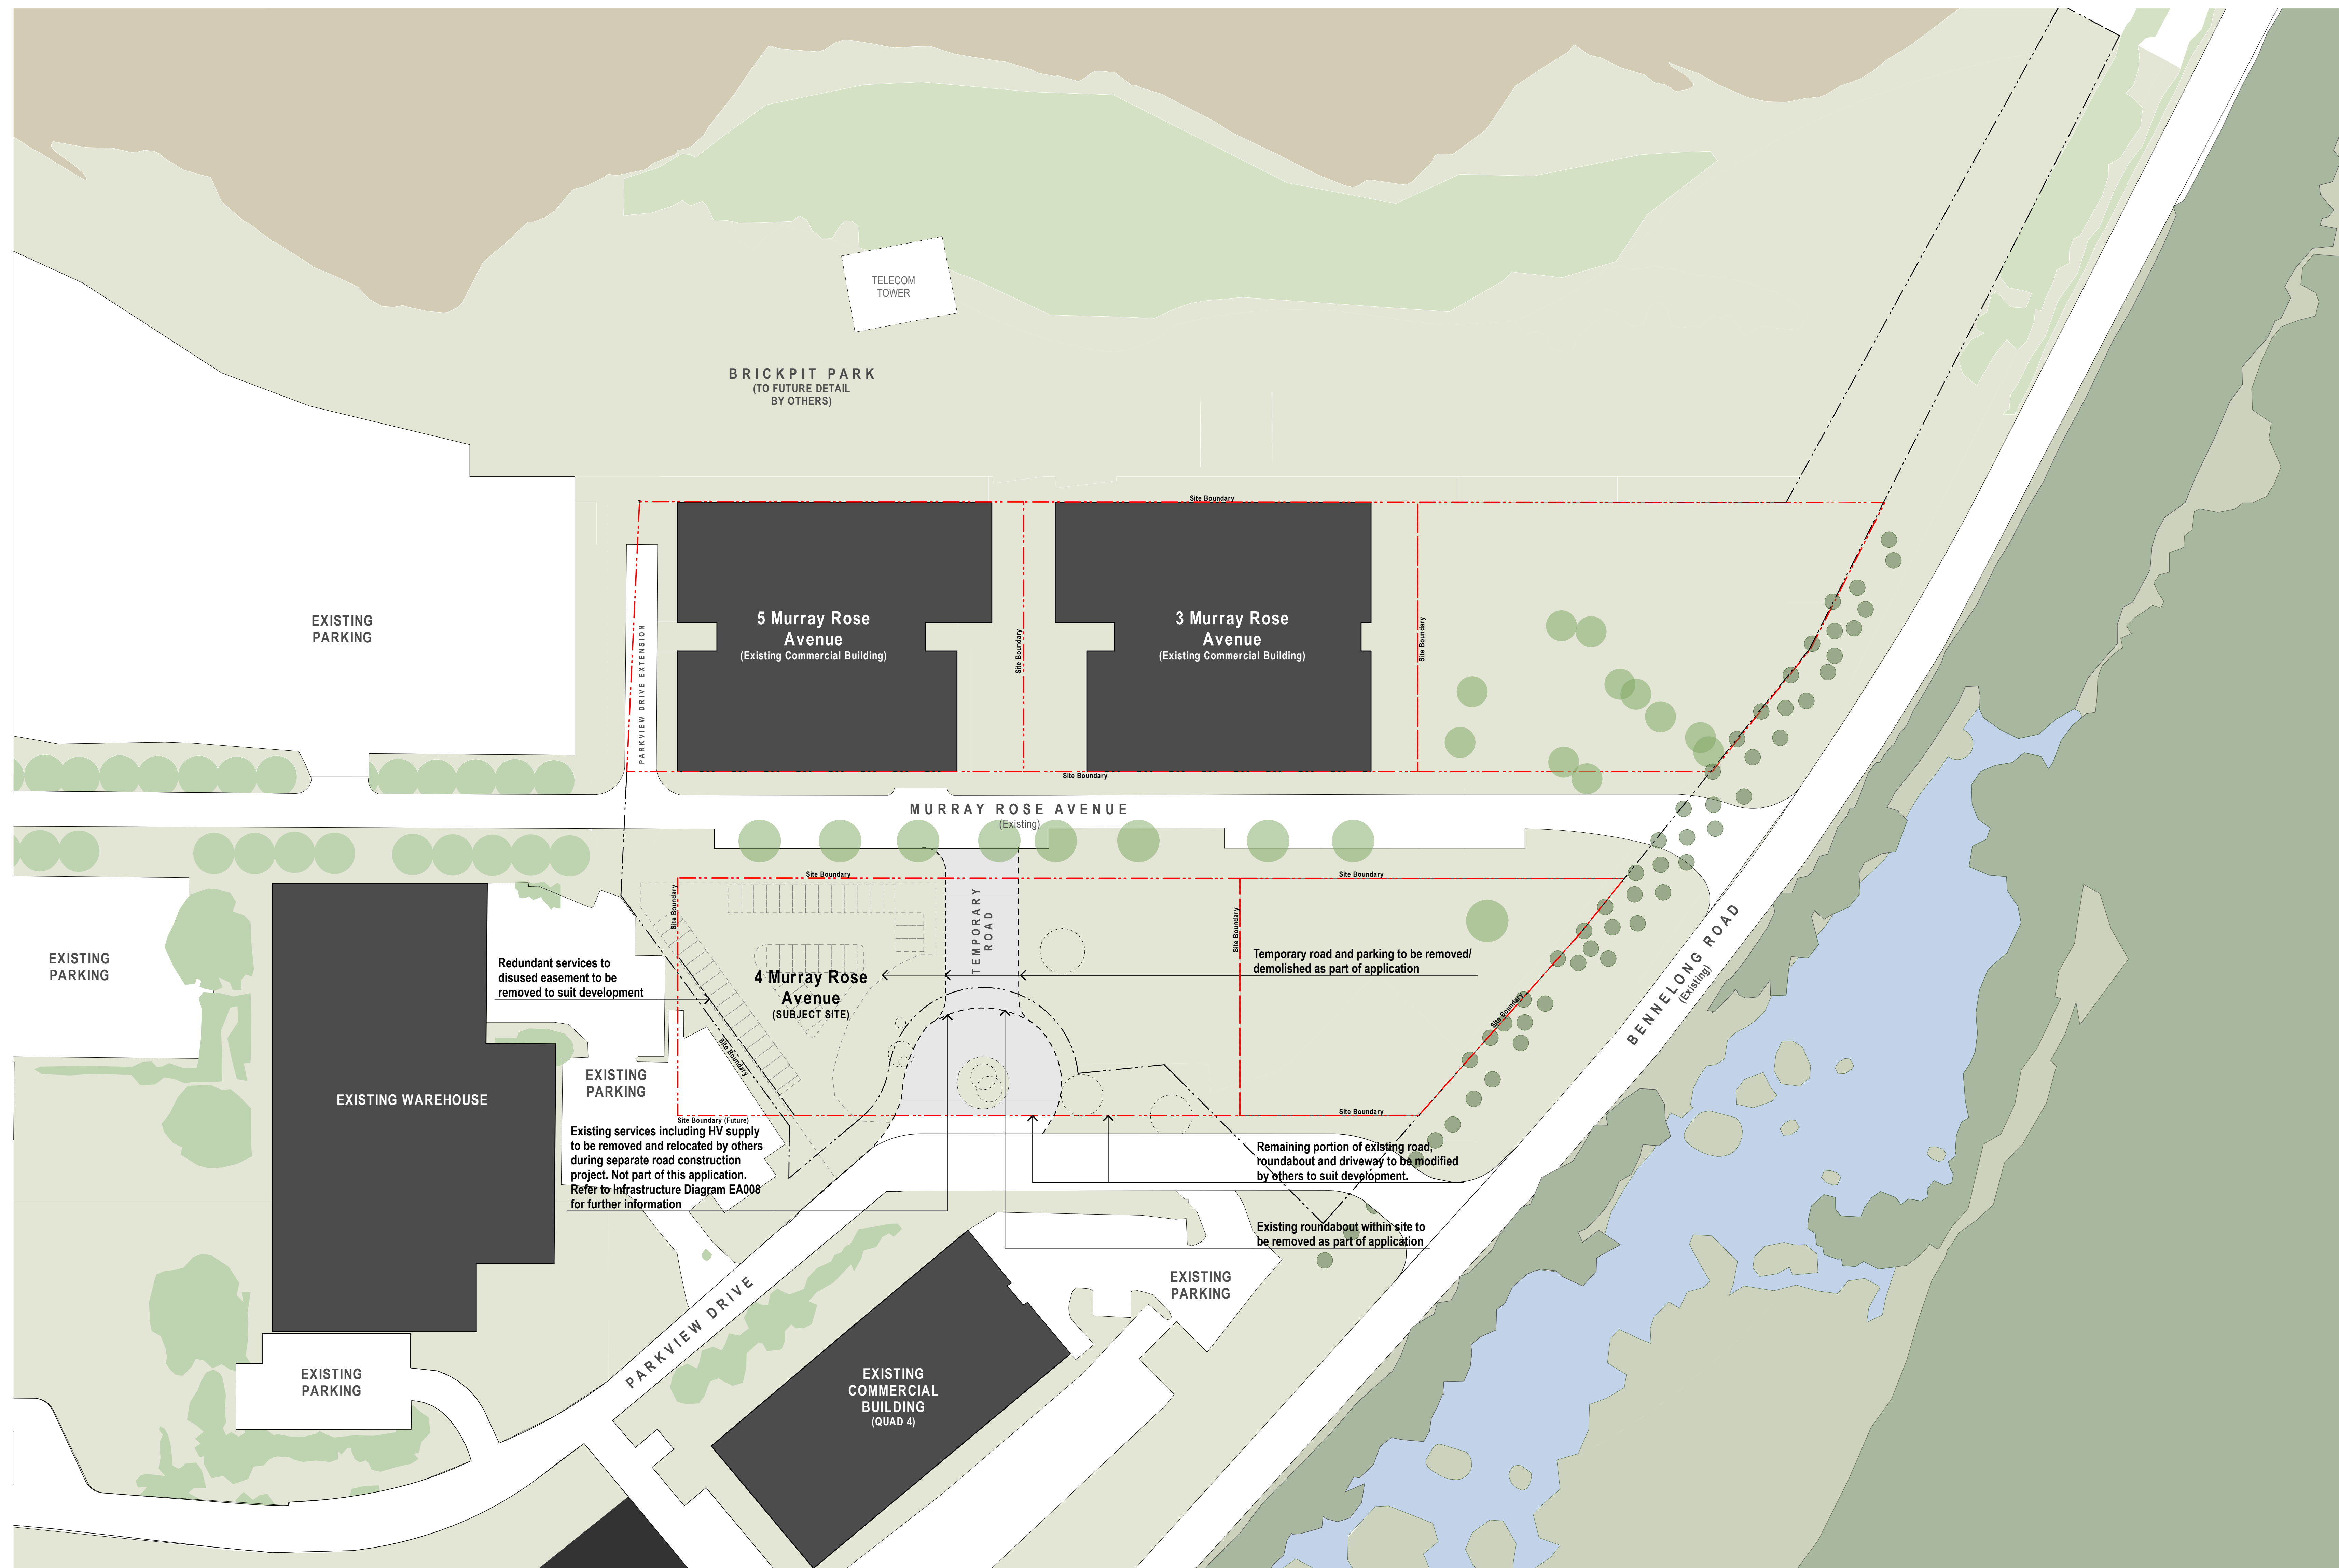 TELECOM
TOWER
BRICKPIT PARK
(TO FUTURE DETAIL
BY OTHERS)
Site Boundary
EXISTING
PARKING
PARKVIEW DRIVE EXTENSION
5 Murray Rose
Avenue
(Existing Commercial Building)
Site Boundary
3 Murray Rose
Avenue
(Existing Commercial Building)
Site Boundary
Site Boundary
MURRAY ROSE AVENUE
(Existing)
Site Boundary
Site Boundary
Site Boundary
TEMPORARY
ROAD
Site Boundary
BENNELONG ROAD
(Existing)
EXISTING
PARKING
Redundant services to
disused easement to be
removed to suit development
4 Murray Rose
Avenue
(SUBJECT SITE)
Temporary road and parking to be removed/
demolished as part of application
Site Boundary
Site Boundary
EXISTING
PARKING
EXISTING WAREHOUSE
Site Boundary (Future)
Site Boundary
Existing services including HV supply
to be removed and relocated by others
during separate road construction
project. Not part of this application.
Refer to Infrastructure Diagram EA008
for further information
Remaining portion of existing road,
roundabout and driveway to be modified
by others to suit development.
Existing roundabout within site to
be removed as part of application
EXISTING
PARKING
PARKVIEW DRIVE
EXISTING
PARKING
EXISTING
COMMERCIAL
BUILDING
(QUAD 4)